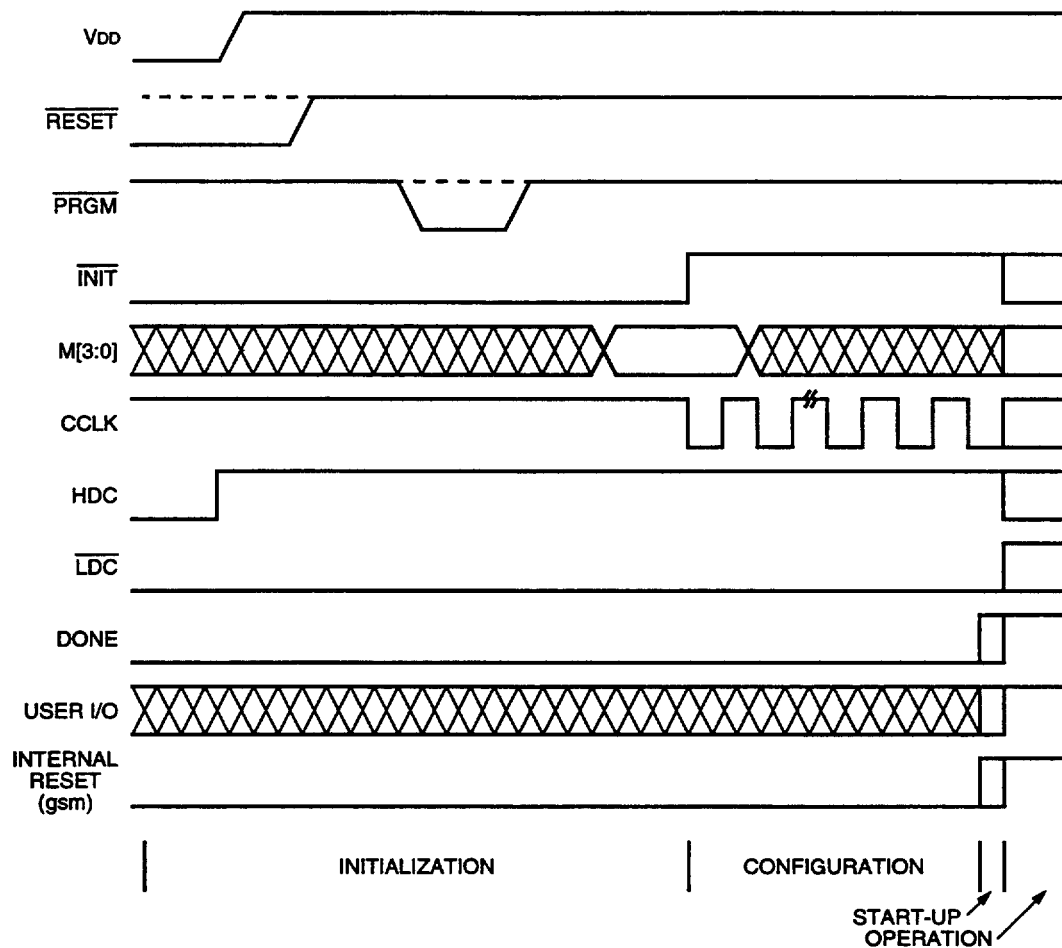 VDD
RESET
PRGM
INIT
M[3:0]
CCLK
HDC
LDC
DONE
USER I/O
INTERNAL
RESET
(gsm)
INITIALIZATION
CONFIGURATION
START-UP
OPERATION